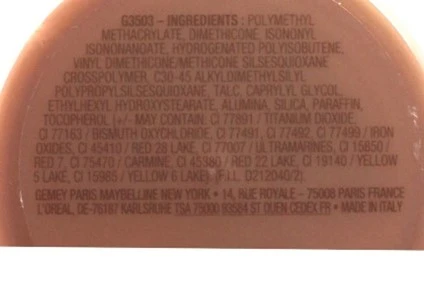 G3503 – INGREDIENTS : POLYMETHYL
METHACRYLATE, DIMETHICONE, ISONONYL
ISONONANOATE, HYDROGENATED POLYISOBUTENE,
VINYL DIMETHICONE/METHICONE SILSESQUIOXANE
CROSSPOLYMER, C30-45 ALKYLDIMETHYLSILYL
POLYPROPYLSILSESQUIOXANE, TALC, CAPRYLYL GLYCOL,
ETHYLHEXYL HYDROXYSTEARATE, ALUMINA, SILICA, PARAFFIN,
TOCOPHEROL (+/- MAY CONTAIN: CI 77891 / TITANIUM DIOXIDE,
CI 77163 / BISMUTH OXYCHLORIDE, CI 77491, CI 77492, CI 77499 / IRON
OXIDES, CI 45410 / RED 28 LAKE, CI 77007 / ULTRAMARINES, CI 15850 /
RED 7, CI 75470 / CARMINE, CI 45380 / RED 22 LAKE, CI 19140 / YELLOW
5 LAKE, CI 15985 / YELLOW 6 LAKE) (F.I.L. D212040/2).
GEMEY PARIS MAYBELLINE NEW YORK • 14, RUE ROYALE – 75008 PARIS FRANCE
L'OREAL, DE-76187 KARLSRUHE TSA 75000 93584 ST OUEN CEDEX FR • MADE IN ITALY